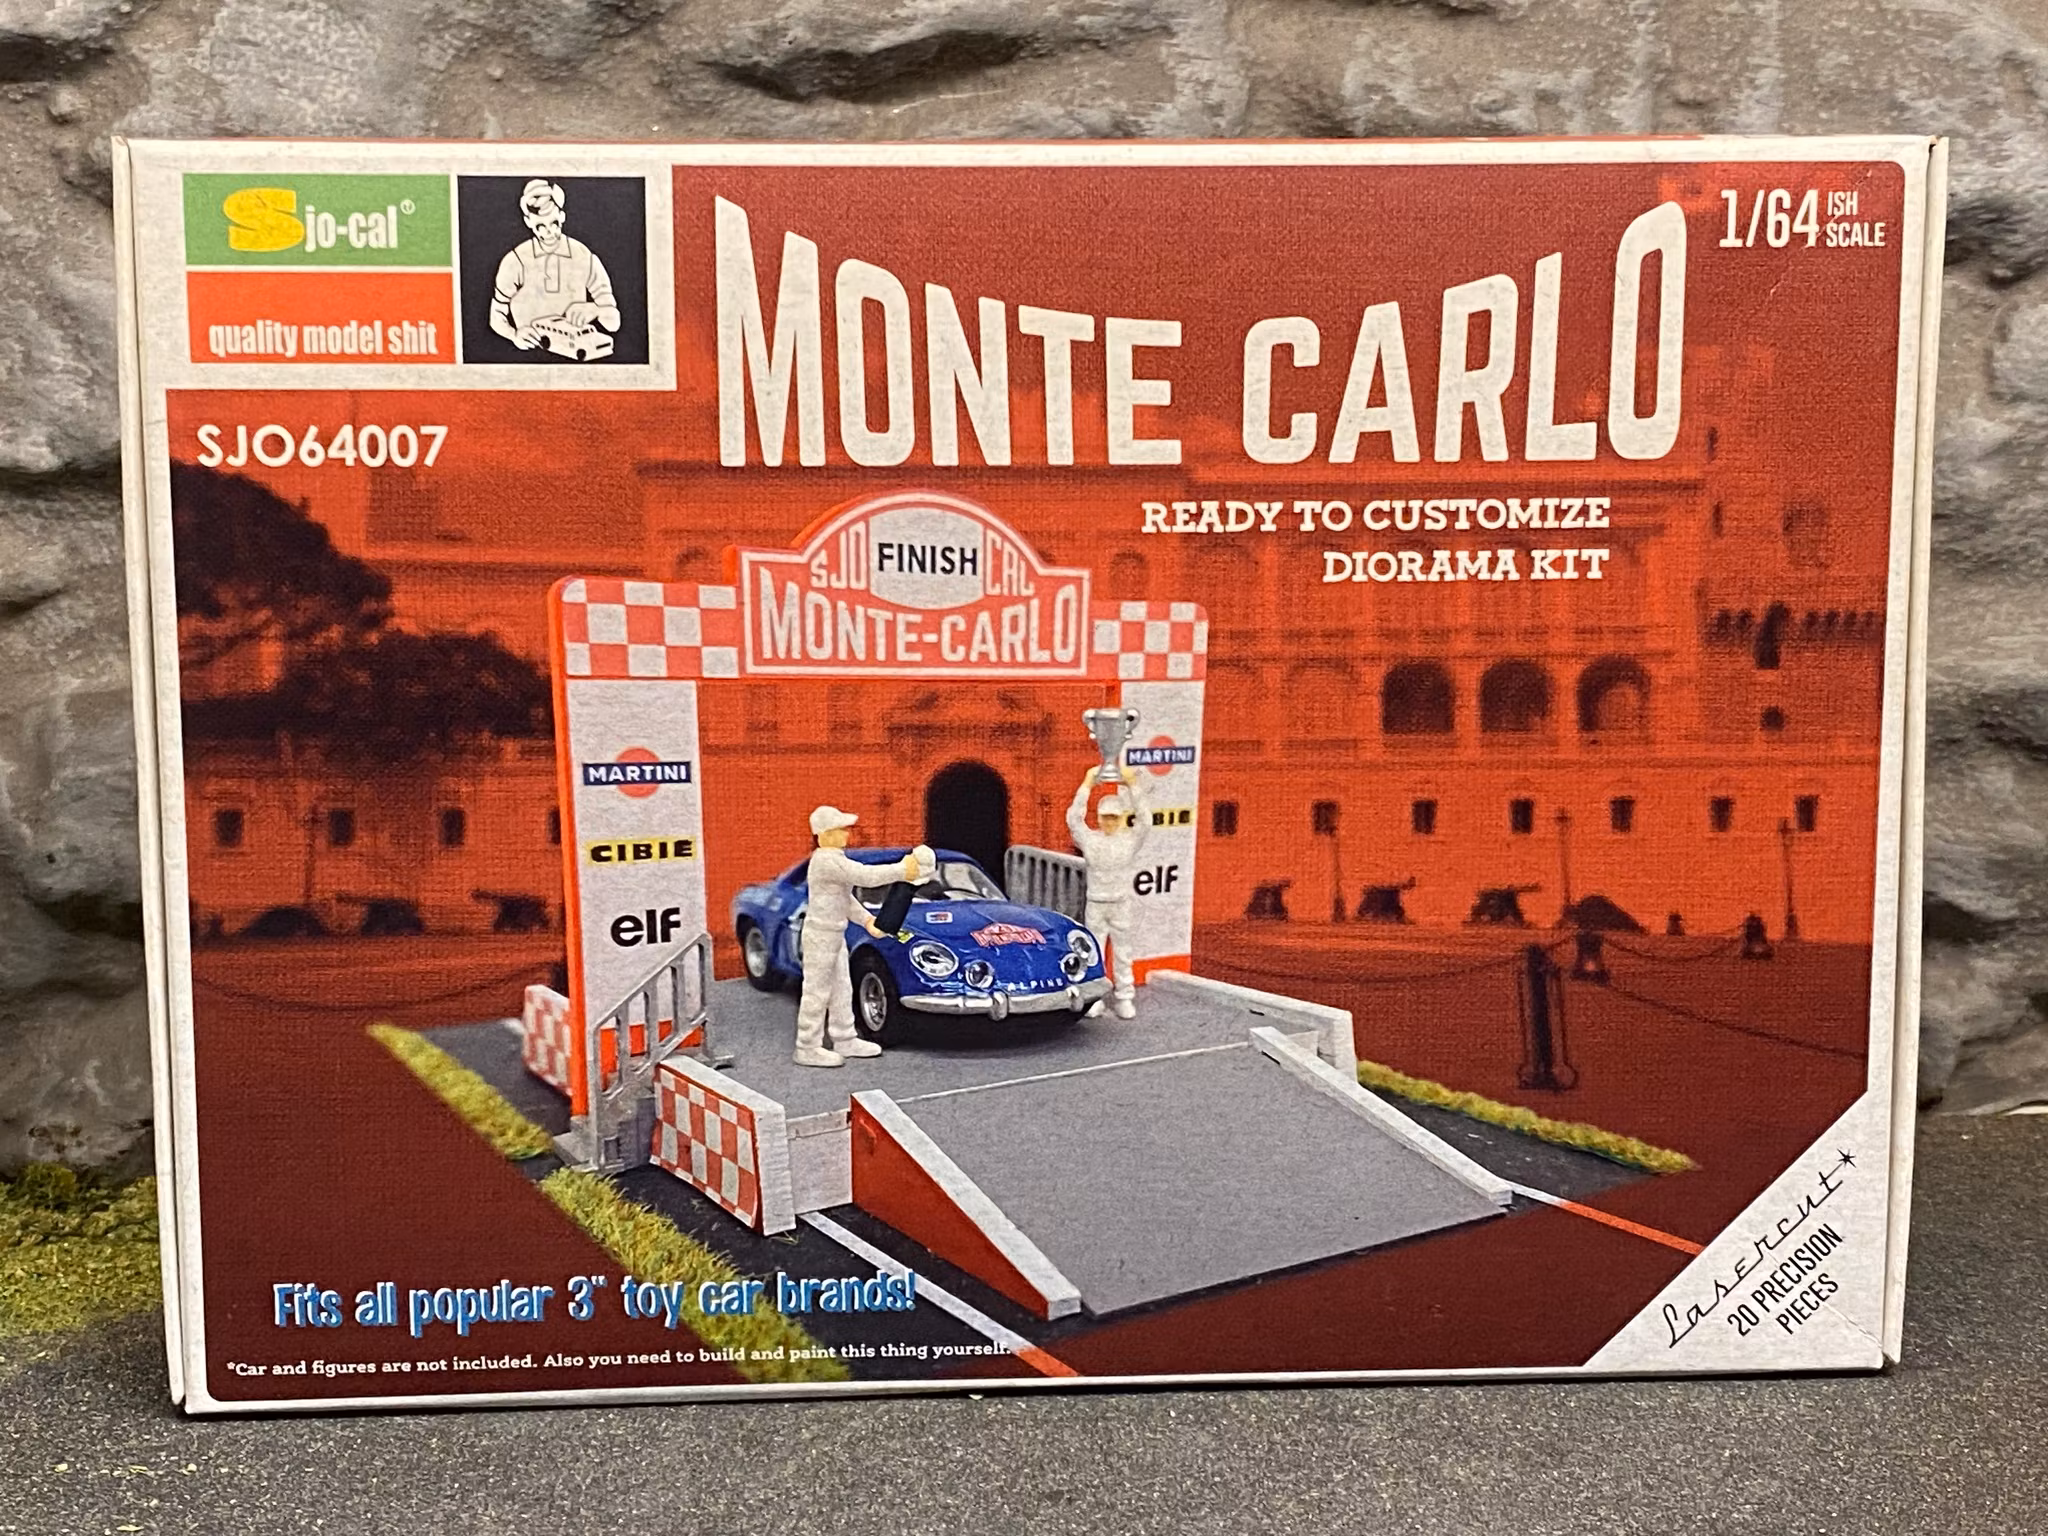 Sjo-cal®
quality model shit
SJO64007
MONTE CARLO
1/64 ISH
SCALE
READY TO CUSTOMIZE
DIORAMA KIT
SJO FINISH CAL
MONTE-CARLO
MARTINI
CIBIE
elf
MARTINI
CIBIE
elf
ALPINE
Fits all popular 3" toy car brands!
*Car and figures are not included. Also you need to build and paint this thing yourself.
Lasercut
20 PRECISION
PIECES